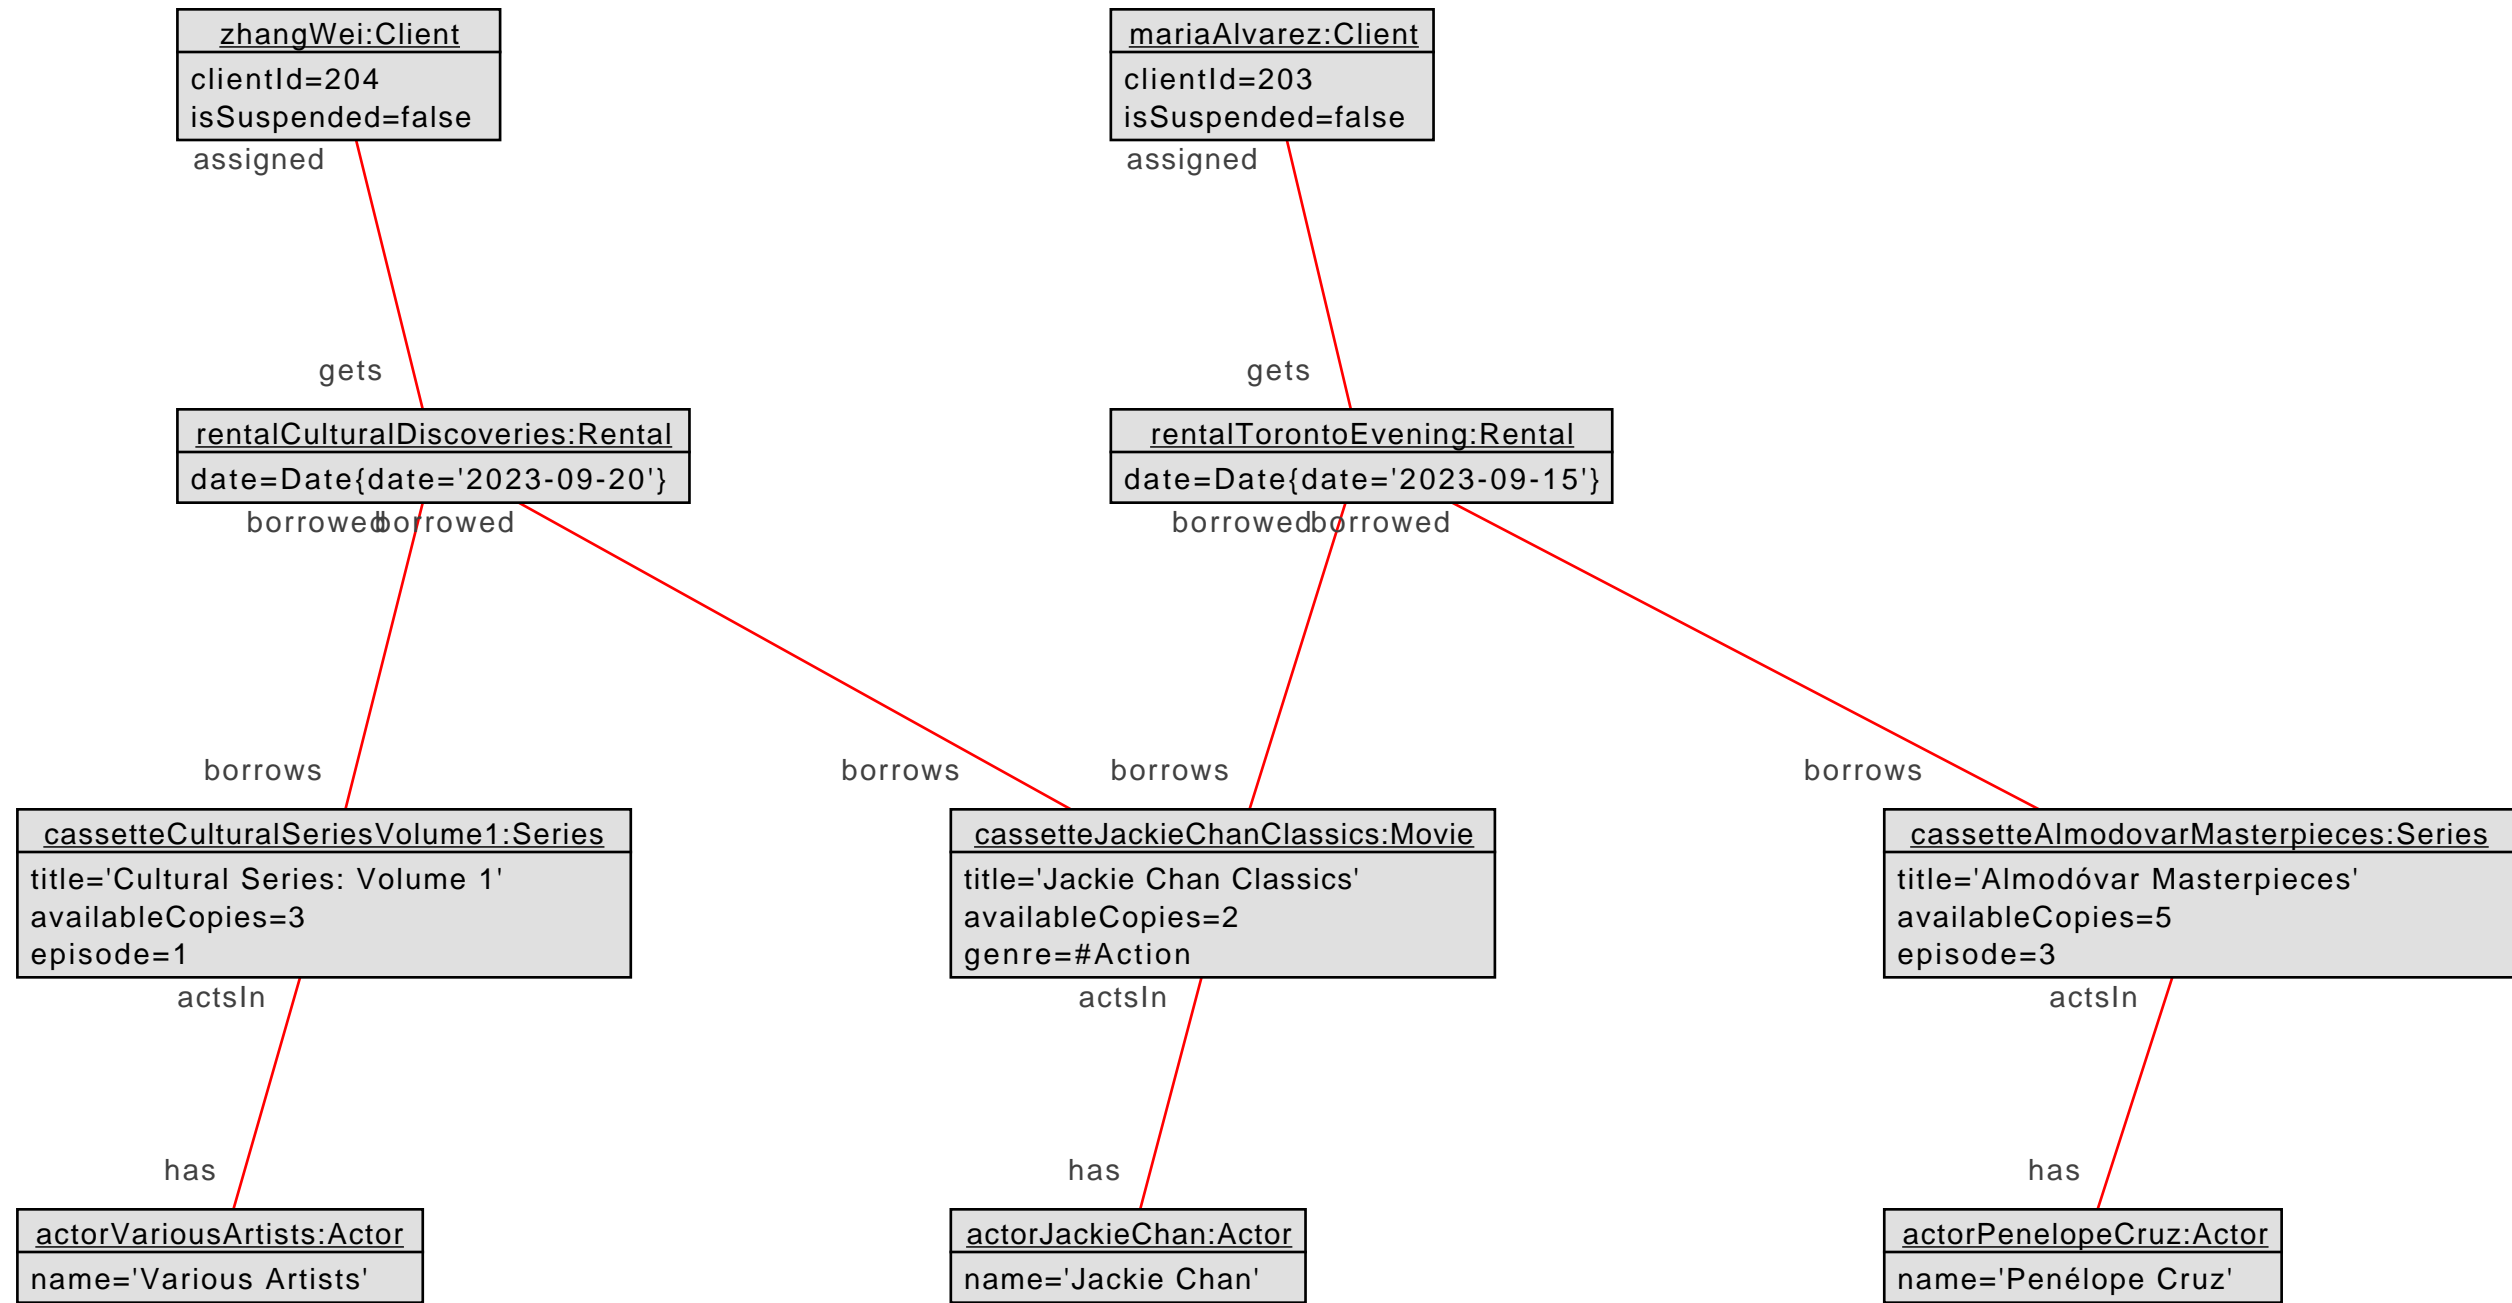 zhangWei:Client
clientId=204
isSuspended=false
mariaAlvarez:Client
clientId=203
isSuspended=false
assigned
assigned
gets
gets
rentalCulturalDiscoveries:Rental
date=Date{date='2023-09-20'}
rentalTorontoEvening:Rental
date=Date{date='2023-09-15'}
borrowed
borrowed
borrowed
borrowed
borrows
borrows
borrows
borrows
cassetteCulturalSeriesVolume1:Series
title='Cultural Series: Volume 1'
availableCopies=3
episode=1
cassetteJackieChanClassics:Movie
title='Jackie Chan Classics'
availableCopies=2
genre=#Action
cassetteAlmodovarMasterpieces:Series
title='Almodóvar Masterpieces'
availableCopies=5
episode=3
actsIn
actsIn
actsIn
has
has
has
actorVariousArtists:Actor
name='Various Artists'
actorJackieChan:Actor
name='Jackie Chan'
actorPenelopeCruz:Actor
name='Penélope Cruz'